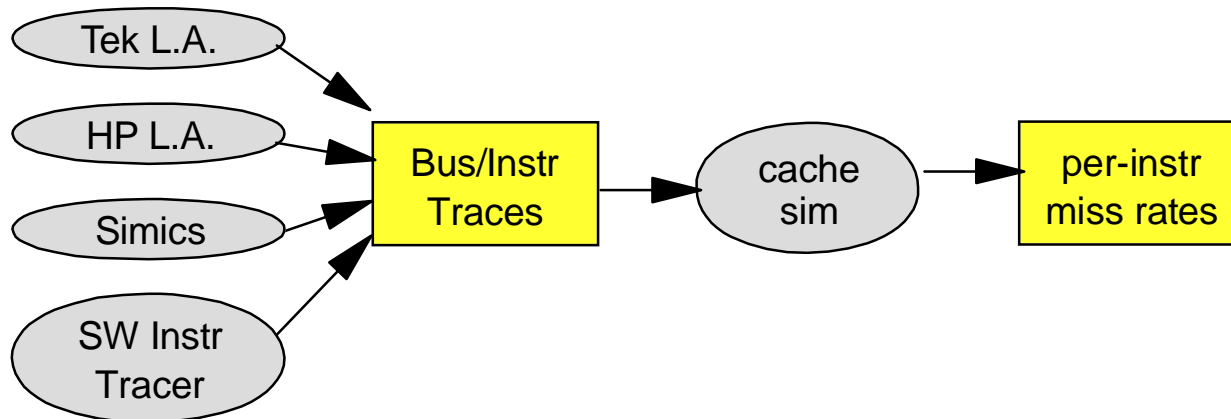 Tek L.A.
HP L.A.
Simics
SW Instr
Tracer
Bus/Instr
Traces
cache
sim
per-instr
miss rates